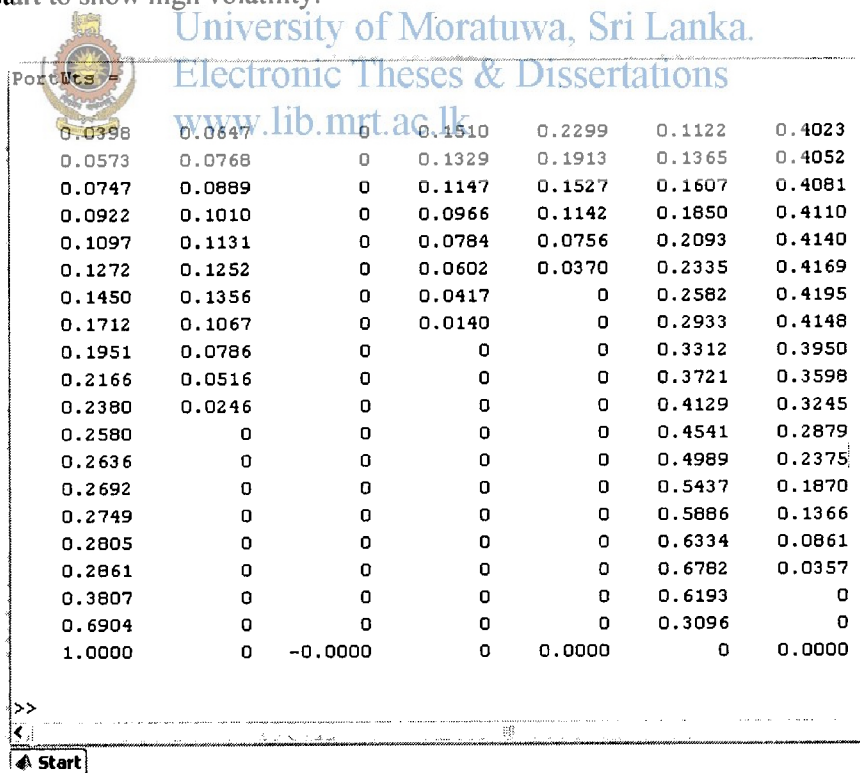 start to show high volatility.
University of Moratuwa, Sri Lanka.
Electronic Theses & Dissertations
www.lib.mrt.ac.lk
PortWts =
0.0398 0.0647 0 0.1510 0.2299 0.1122 0.4023
0.0573 0.0768 0 0.1329 0.1913 0.1365 0.4052
0.0747 0.0889 0 0.1147 0.1527 0.1607 0.4081
0.0922 0.1010 0 0.0966 0.1142 0.1850 0.4110
0.1097 0.1131 0 0.0784 0.0756 0.2093 0.4140
0.1272 0.1252 0 0.0602 0.0370 0.2335 0.4169
0.1450 0.1356 0 0.0417 0 0.2582 0.4195
0.1712 0.1067 0 0.0140 0 0.2933 0.4148
0.1951 0.0786 0 0 0 0.3312 0.3950
0.2166 0.0516 0 0 0 0.3721 0.3598
0.2380 0.0246 0 0 0 0.4129 0.3245
0.2580 0 0 0 0 0.4541 0.2879
0.2636 0 0 0 0 0.4989 0.2375
0.2692 0 0 0 0 0.5437 0.1870
0.2749 0 0 0 0 0.5886 0.1366
0.2805 0 0 0 0 0.6334 0.0861
0.2861 0 0 0 0 0.6782 0.0357
0.3807 0 0 0 0 0.6193 0
0.6904 0 0 0 0 0.3096 0
1.0000 0 -0.0000 0 0.0000 0 0.0000
>>
Start